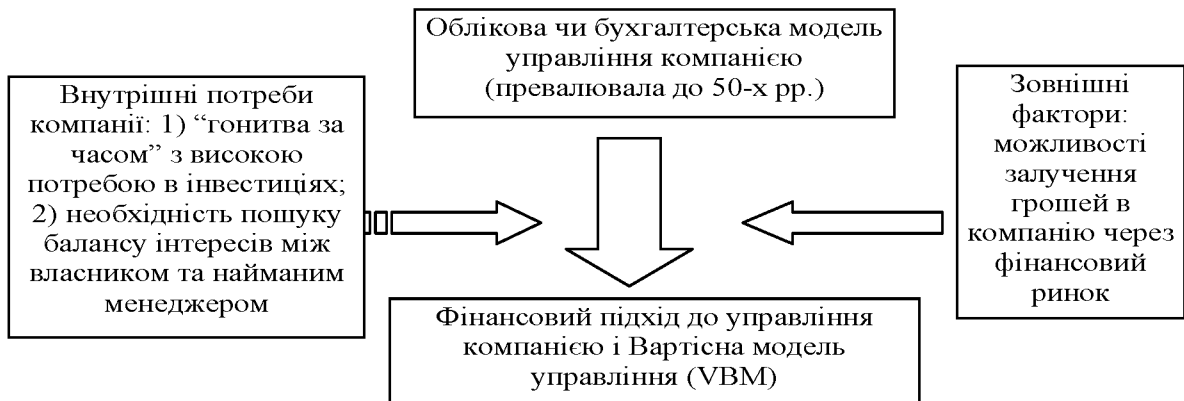 Облікова чи бухгалтерська модель
управління компанією
(превалювала до 50-х рр.)
Внутрішні потреби
компанії: 1) “гонитва за
часом” з високою
потребою в інвестиціях;
2) необхідність пошуку
балансу інтересів між
власником та найманим
менеджером
Зовнішні
фактори:
можливості
залучення
грошей в
компанію через
фінансовий
ринок
Фінансовий підхід до управління
компанією і Вартісна модель
управління (VBM)